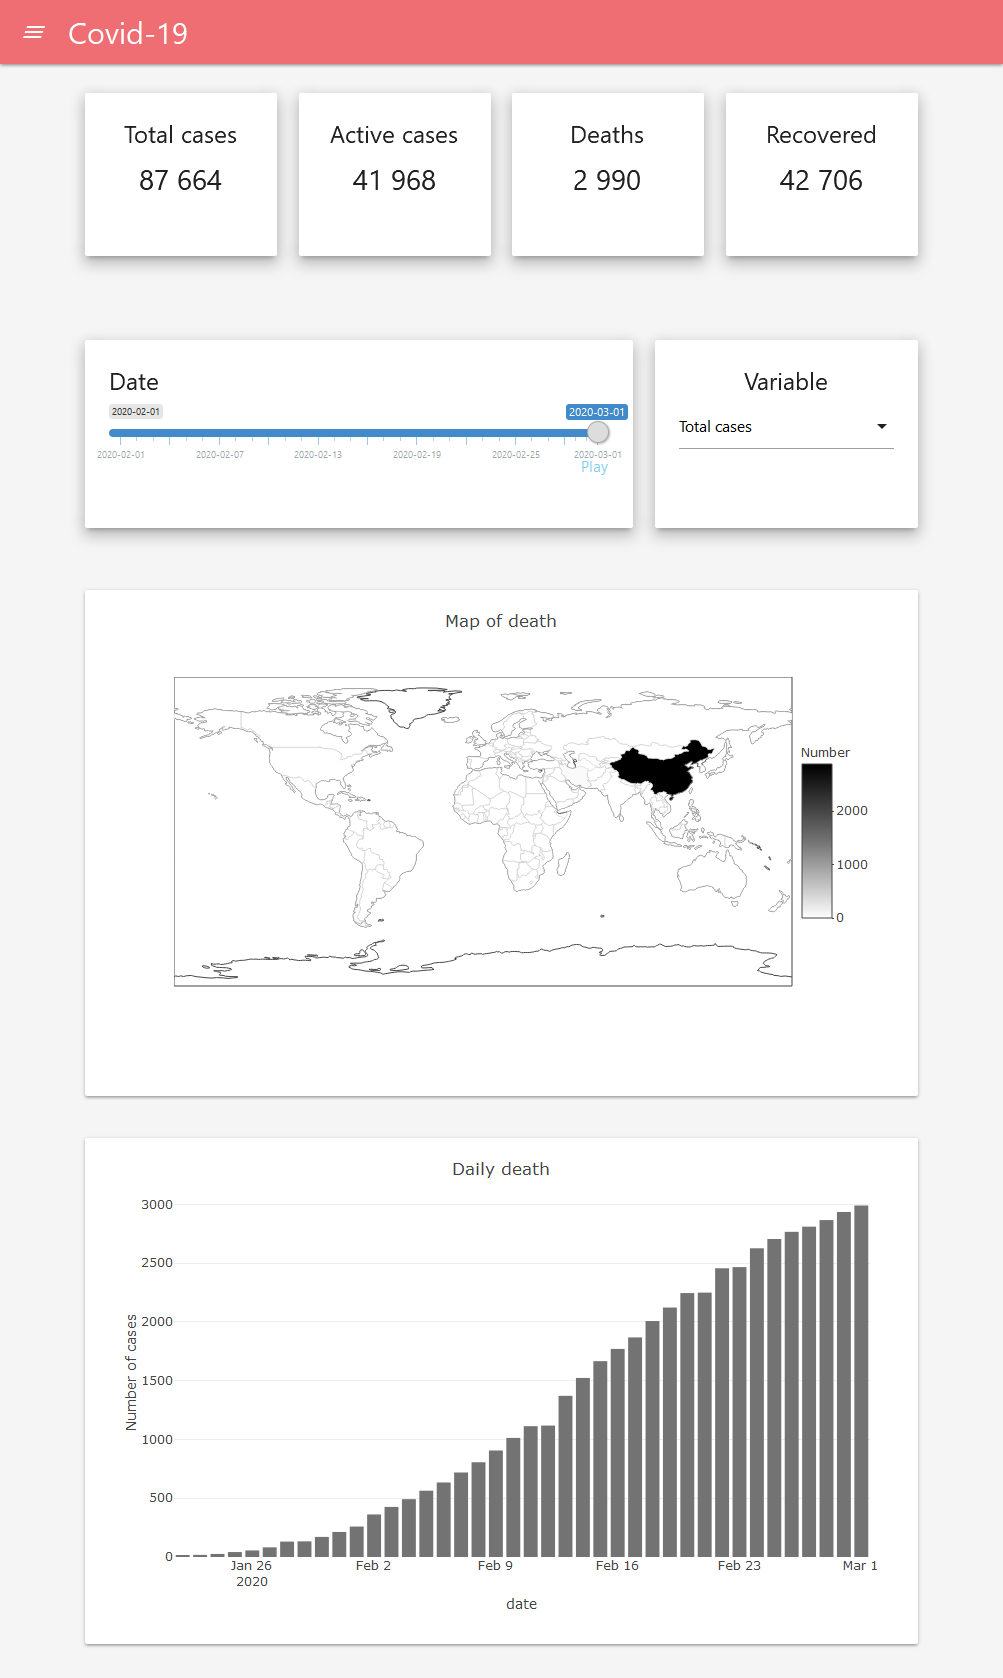 Covid-19
Total cases
87 664
Active cases
41 968
Deaths
2 990
Recovered
42 706
Date
2020-02-01
2020-03-01
2020-02-01 2020-02-07 2020-02-13 2020-02-19 2020-02-25 2020-03-01
Play
Variable
Total cases
Map of death
Number
2000
1000
0
Daily death
3000
2500
2000
1500
1000
500
0
Number of cases
Jan 26 Feb 2 Feb 9 Feb 16 Feb 23 Mar 1
2020
date